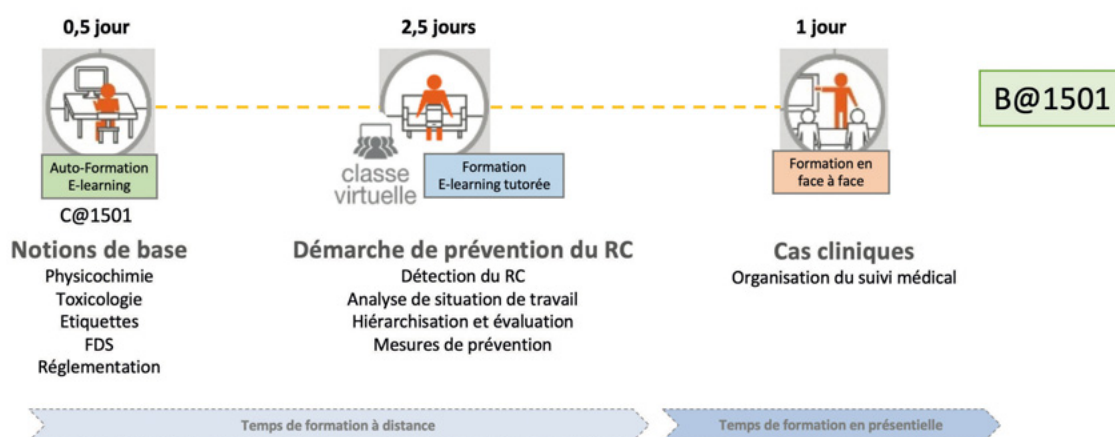 0,5 jour
2,5 jours
1 jour
B@1501
Auto-Formation
E-learning
classe
virtuelle
Formation
E-learning tutorée
Formation en
face à face
C@1501
Notions de base
Physicochimie
Toxicologie
Etiquettes
FDS
Réglementation
Démarche de prévention du RC
Détection du RC
Analyse de situation de travail
Hiérarchisation et évaluation
Mesures de prévention
Cas cliniques
Organisation du suivi médical
Temps de formation à distance
Temps de formation en présentielle